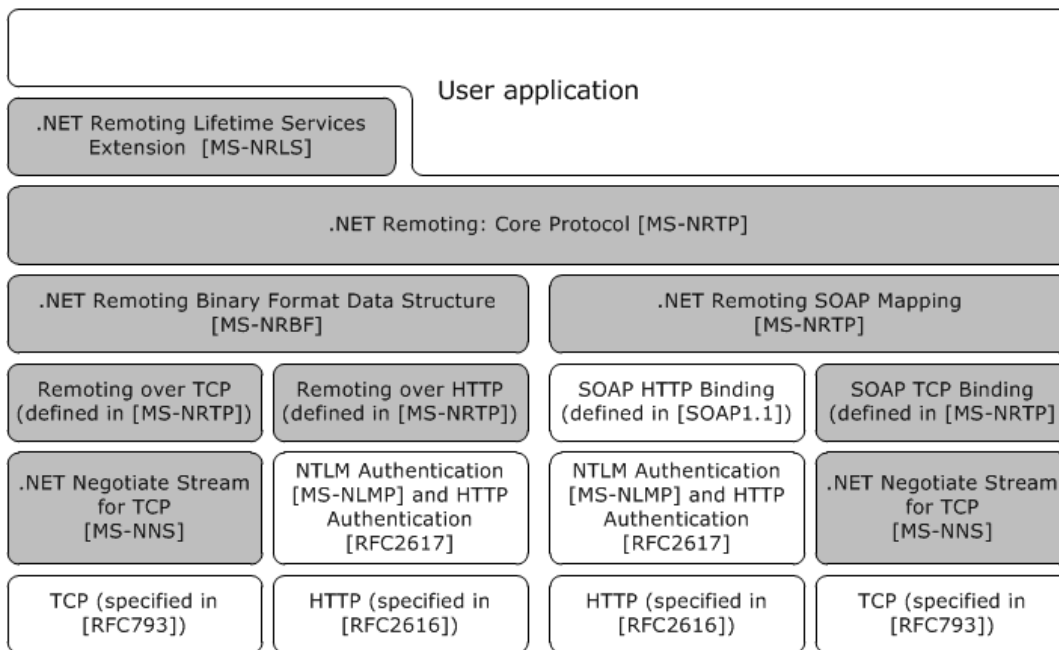 User application
.NET Remoting Lifetime Services
Extension [MS-NRLS]
.NET Remoting: Core Protocol [MS-NRTP]
.NET Remoting Binary Format Data Structure
[MS-NRBF]
.NET Remoting SOAP Mapping
[MS-NRTP]
Remoting over TCP
(defined in [MS-NRTP])
Remoting over HTTP
(defined in [MS-NRTP])
SOAP HTTP Binding
(defined in [SOAP1.1])
SOAP TCP Binding
(defined in [MS-NRTP]
.NET Negotiate Stream
for TCP
[MS-NNS]
NTLM Authentication
[MS-NLMP] and HTTP
Authentication
[RFC2617]
NTLM Authentication
[MS-NLMP] and HTTP
Authentication
[RFC2617]
.NET Negotiate Stream
for TCP
[MS-NNS]
TCP (specified in
[RFC793])
HTTP (specified in
[RFC2616])
HTTP (specified in
[RFC2616])
TCP (specified in
[RFC793])